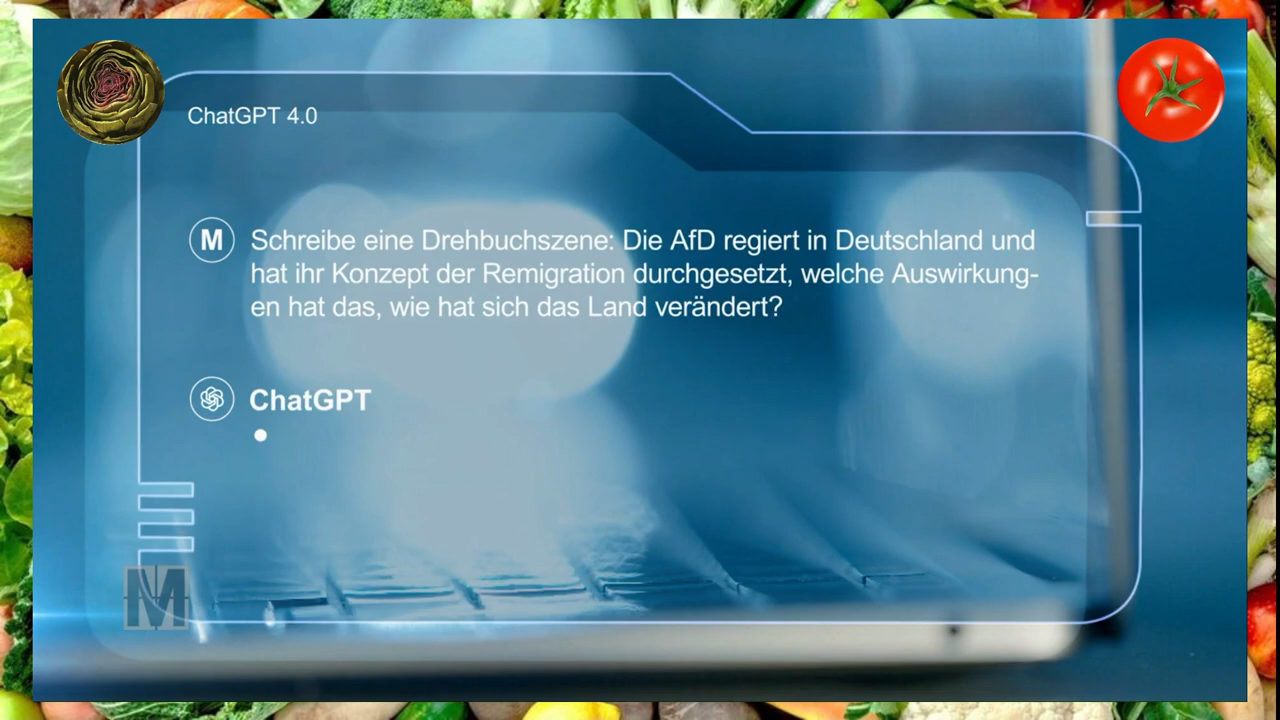 ChatGPT 4.0
M Schreibe eine Drehbuchszene: Die AfD regiert in Deutschland und
hat ihr Konzept der Remigration durchgesetzt, welche Auswirkung-
en hat das, wie hat sich das Land verändert?
ChatGPT
M